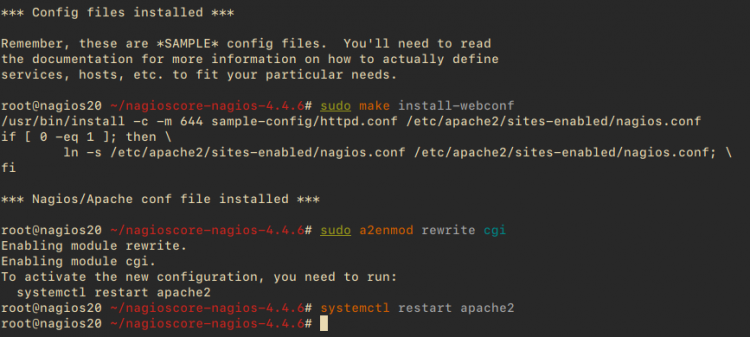 *** Config files installed ***
Remember, these are *SAMPLE* config files.  You'll need to read
the documentation for more information on how to actually define
services, hosts, etc. to fit your particular needs.
root@nagios20 ~/nagioscore-nagios-4.4.6# sudo make install-webconf
/usr/bin/install -c -m 644 sample-config/httpd.conf /etc/apache2/sites-enabled/nagios.conf
if [ 0 -eq 1 ]; then \
        ln -s /etc/apache2/sites-enabled/nagios.conf /etc/apache2/sites-enabled/nagios.conf; \
fi
*** Nagios/Apache conf file installed ***
root@nagios20 ~/nagioscore-nagios-4.4.6# sudo a2enmod rewrite cgi
Enabling module rewrite.
Enabling module cgi.
To activate the new configuration, you need to run:
  systemctl restart apache2
root@nagios20 ~/nagioscore-nagios-4.4.6# systemctl restart apache2
root@nagios20 ~/nagioscore-nagios-4.4.6#